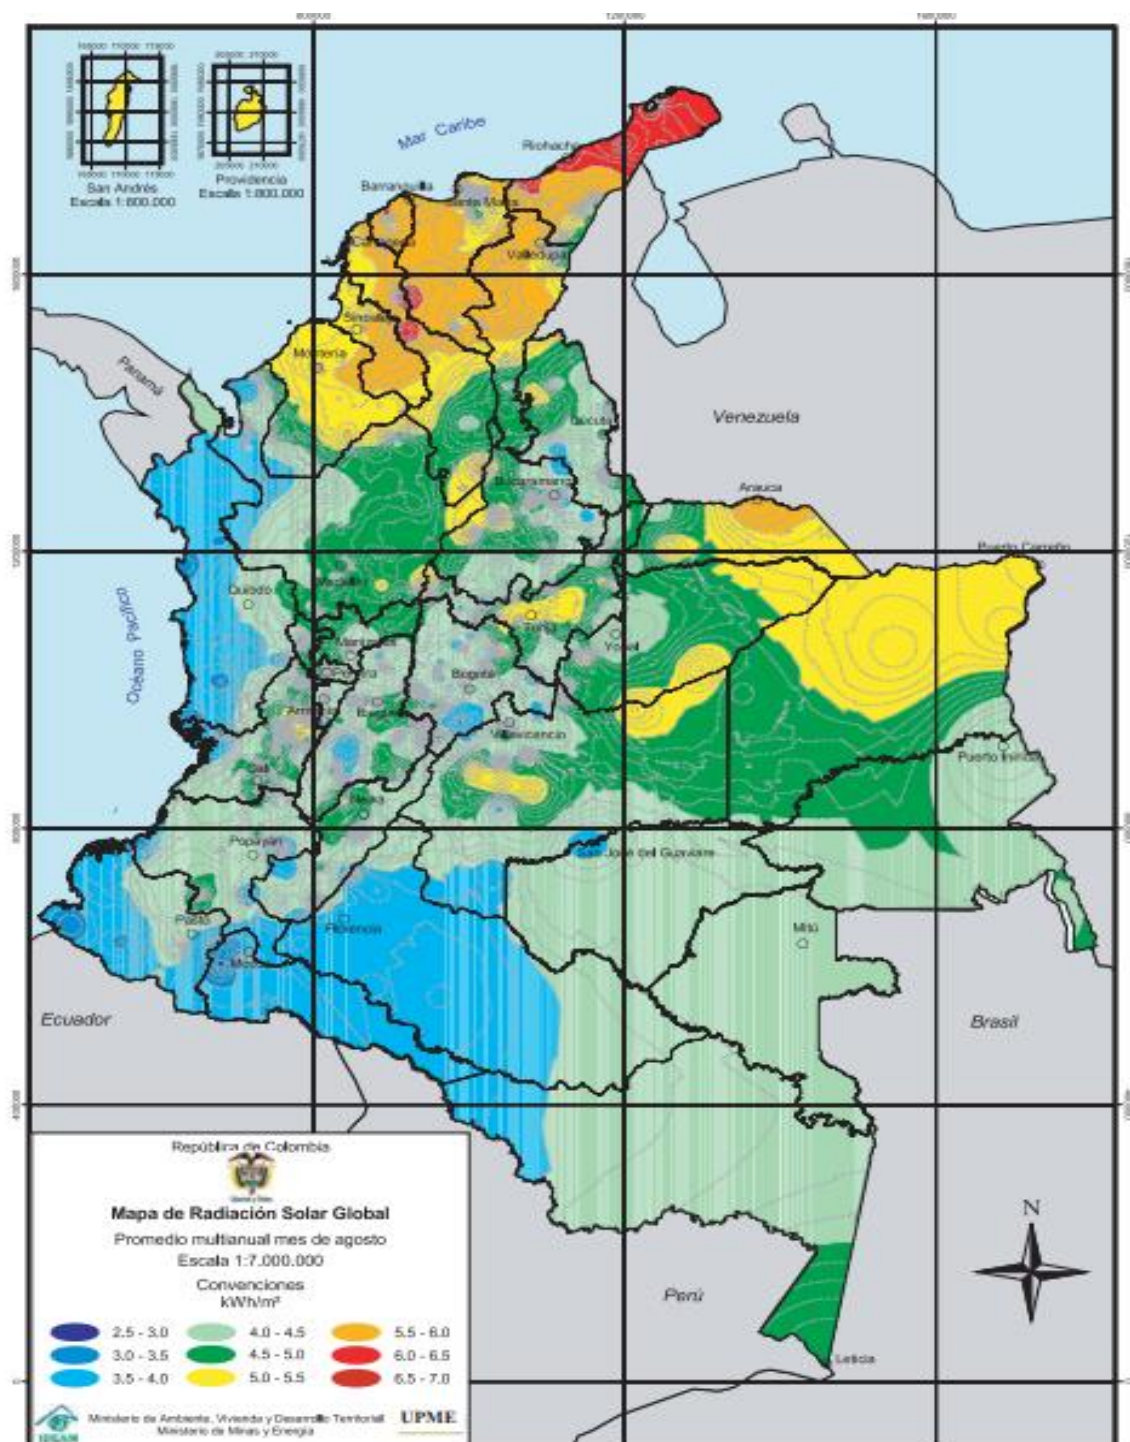 800000 1200000 1600000
San Andrés
Escala 1:800.000
Providencia
Escala 1:800.000
Mar Caribe
Riohacha
Barranquilla
Santa Marta
Cartagena
Valledupar
Sincelejo
Montería
Panamá
Venezuela
Cúcuta
Bucaramanga
Arauca
Puerto Carreño
Océano Pacífico
Quibdó
Medellín
Tunja
Yopal
Manizales
Pereira
Bogotá
Armenia
Ibagué
Villavicencio
Puerto Inírida
Cali
Neiva
Popayán
San José del Guaviare
Pasto
Florencia
Mitú
Ecuador
Brasil
República de Colombia
Mapa de Radiación Solar Global
Promedio multianual mes de agosto
Escala 1:7.000.000
Convenciones
kWh/m²
2.5 - 3.0 4.0 - 4.5 5.5 - 6.0
3.0 - 3.5 4.5 - 5.0 6.0 - 6.5
3.5 - 4.0 5.0 - 5.5 6.5 - 7.0
N
Perú
Leticia
IDEAM Ministerio de Ambiente, Vivienda y Desarrollo Territorial UPME
Ministerio de Minas y Energía